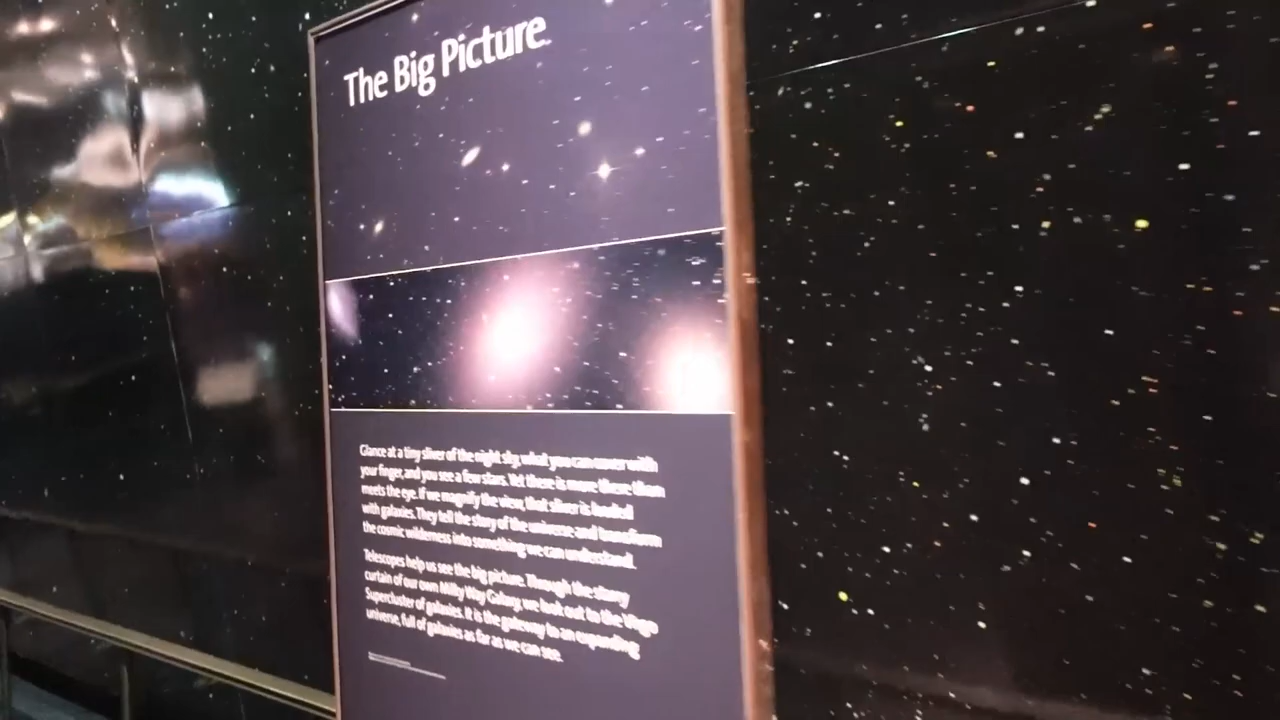 The Big Picture
Glance at a tiny sliver of the night sky, what you can cover with
your finger, and you see a few stars. Yet there is more there than
meets the eye. If we magnify the view, that sliver is loaded
with galaxies. They tell the story of the universe and transform
the cosmic wilderness into something we can understand.
Telescopes help us see the big picture. Through the starry
curtain of our own Milky Way Galaxy, we look out to the Virgo
Supercluster of galaxies. It is the gateway to an expanding
universe, full of galaxies as far as we can see.